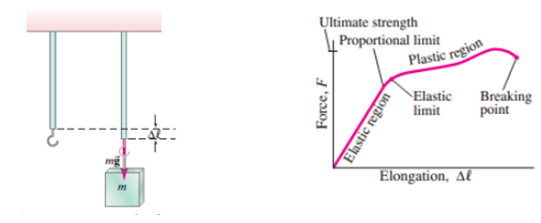 Δℓ
mg
m
Ultimate strength
Proportional limit
Plastic region
Elastic region
Elastic
limit
Breaking
point
Force, F
Elongation, Δℓ